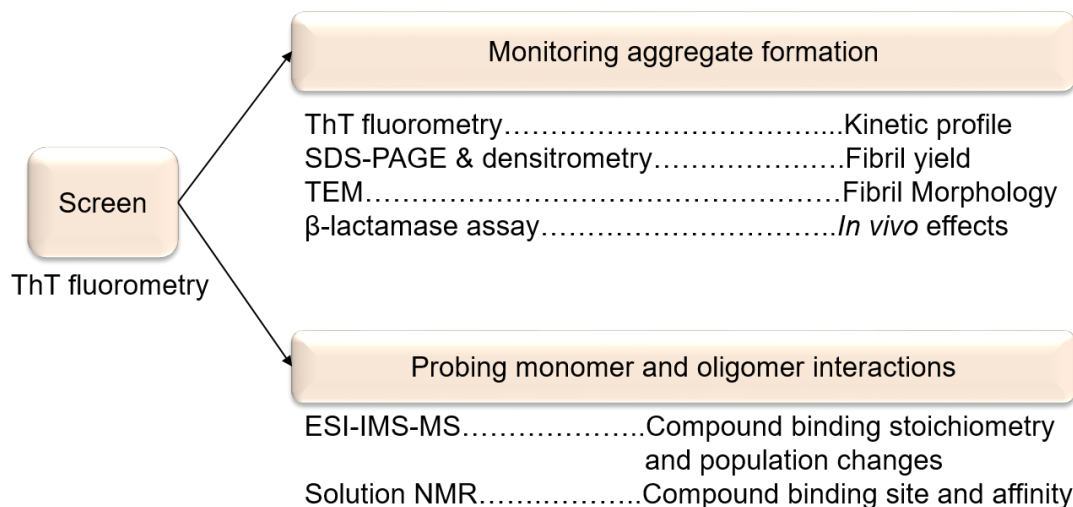 Screen
ThT fluorometry
Monitoring aggregate formation
ThT fluorometry……………………………....Kinetic profile
SDS-PAGE & densitrometry…………………Fibril yield
TEM………………………………………………Fibril Morphology
β-lactamase assay…………………………..In vivo effects
Probing monomer and oligomer interactions
ESI-IMS-MS…………………..Compound binding stoichiometry
and population changes
Solution NMR……..………….Compound binding site and affinity